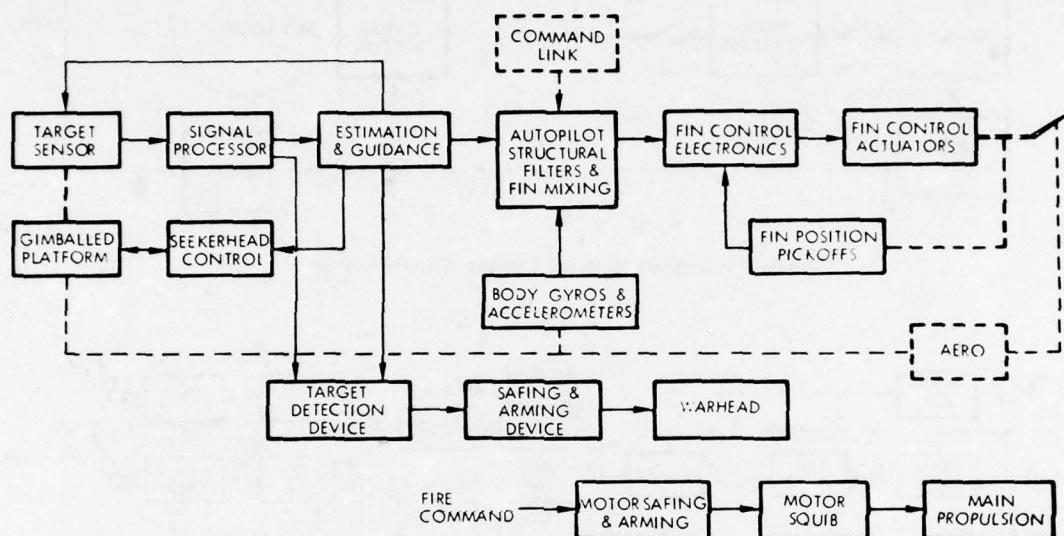 COMMAND
LINK
TARGET
SENSOR
SIGNAL
PROCESSOR
ESTIMATION
& GUIDANCE
AUTOPILOT
STRUCTURAL
FILTERS &
FIN MIXING
FIN CONTROL
ELECTRONICS
FIN CONTROL
ACTUATORS
GIMBALLED
PLATFORM
SEEKERHEAD
CONTROL
FIN POSITION
PICKOFFS
BODY GYROS &
ACCELEROMETERS
AERO
TARGET
DETECTION
DEVICE
SAFING &
ARMING
DEVICE
WARHEAD
FIRE
COMMAND
MOTOR SAFING
& ARMING
MOTOR
SQUIB
MAIN
PROPULSION